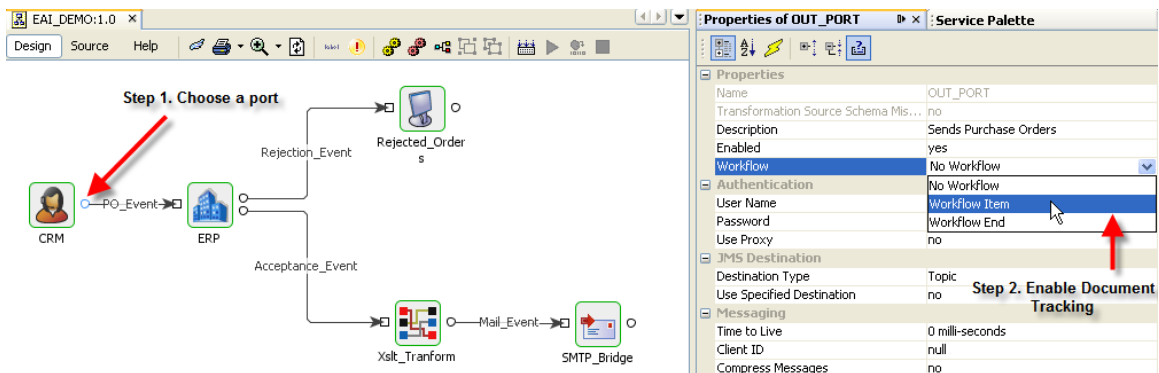 EAI_DEMO:1.0
Design Source Help
Step 1. Choose a port
Rejected_Order
s
Rejection_Event
PO_Event
CRM
ERP
Acceptance_Event
Mail_Event
Xslt_Tranform
SMTP_Bridge
Properties of OUT_PORT
Service Palette
Properties
Name OUT_PORT
Transformation Source Schema Mis... no
Description Sends Purchase Orders
Enabled yes
Workflow No Workflow
No Workflow
Authentication
User Name Workflow Item
Password Workflow End
Use Proxy no
JMS Destination
Destination Type Topic
Use Specified Destination no
Step 2. Enable Document
Tracking
Messaging
Time to Live 0 milli-seconds
Client ID null
Compress Messages no